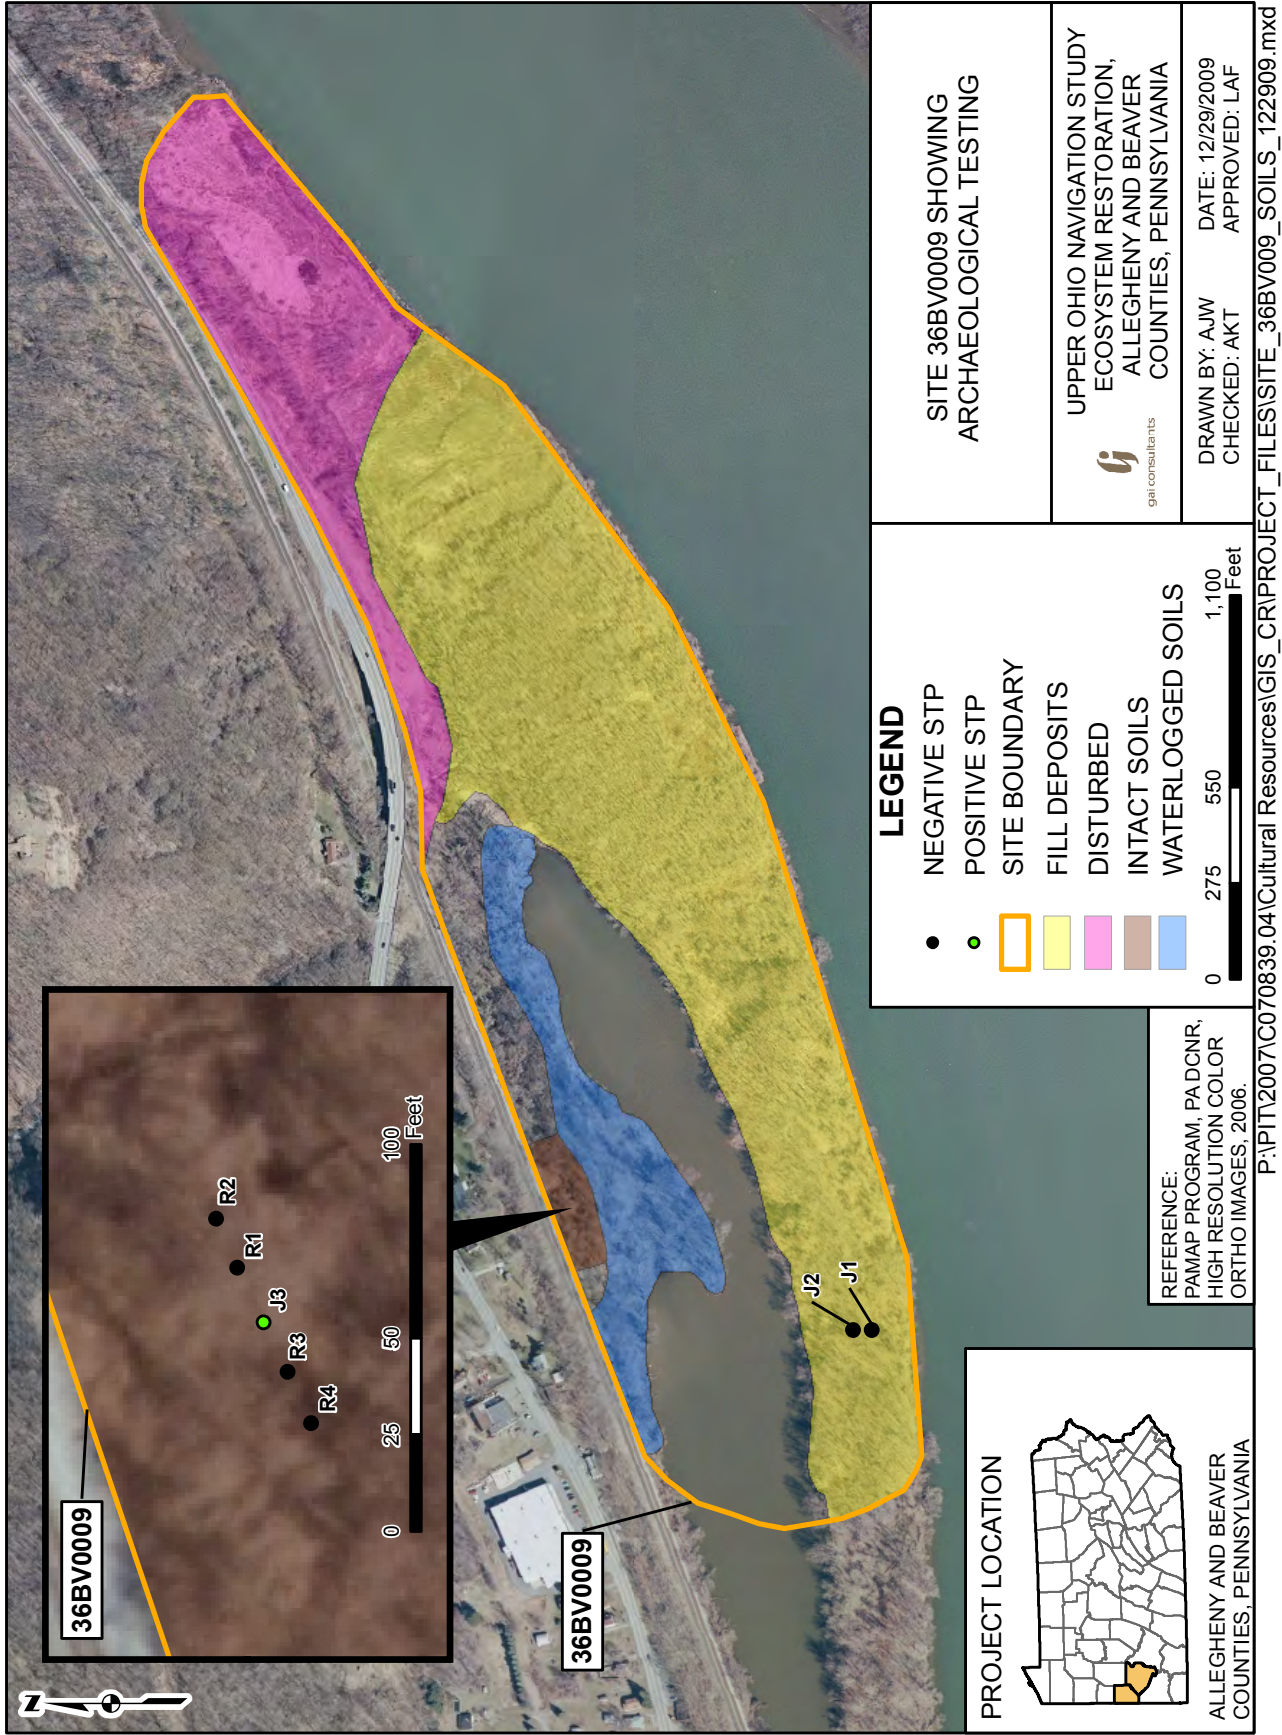 Z
36BV0009
R2
R1
J3
R3
R4
0 25 50 100
Feet
36BV0009
J2
J1
PROJECT LOCATION
ALLEGHENY AND BEAVER
COUNTIES, PENNSYLVANIA
REFERENCE:
PAMAP PROGRAM, PA DCNR,
HIGH RESOLUTION COLOR
ORTHO IMAGES, 2006.
LEGEND
NEGATIVE STP
POSITIVE STP
SITE BOUNDARY
FILL DEPOSITS
DISTURBED
INTACT SOILS
WATERLOGGED SOILS
0 275 550 1,100
Feet
SITE 36BV0009 SHOWING
ARCHAEOLOGICAL TESTING
gai consultants
UPPER OHIO NAVIGATION STUDY
ECOSYSTEM RESTORATION,
ALLEGHENY AND BEAVER
COUNTIES, PENNSYLVANIA
DRAWN BY: AJW DATE: 12/29/2009
CHECKED: AKT APPROVED: LAF
P:\PIT\2007\C070839.04\Cultural Resources\GIS_CR\PROJECT_FILES\SITE_36BV009_SOILS_122909.mxd